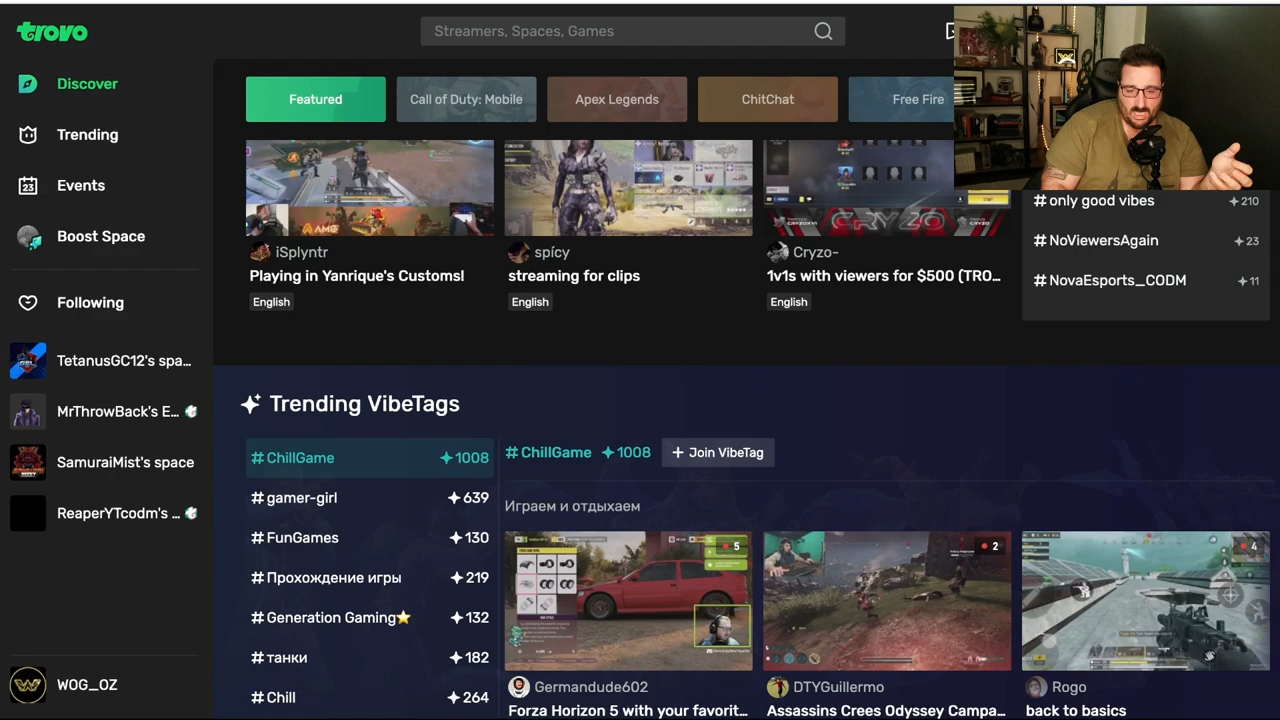 trovo
Streamers, Spaces, Games
Discover
Trending
Events
Boost Space
Following
TetanusGC12's spa...
MrThrowBack's E...
SamuraiMist's space
ReaperYTcodm's ...
WOG_OZ
Featured
Call of Duty: Mobile
Apex Legends
ChitChat
Free Fire
AMG
CRYZO
iSplyntr
Playing in Yanrique's Customs!
English
spícy
streaming for clips
English
Cryzo-
1v1s with viewers for $500 (TRO...
English
#only good vibes 210
#NoViewersAgain 23
#NovaEsports_CODM 11
Trending VibeTags
#ChillGame 1008
#gamer-girl 639
#FunGames 130
#Прохождение игры 219
#Generation Gaming⭐ 132
#танки 182
#Chill 264
#ChillGame 1008
+ Join VibeTag
Играем и отдыхаем
5
Germandude602
Forza Horizon 5 with your favorit...
2
DTYGuillermo
Assassins Crees Odyssey Campa...
4
Rogo
back to basics